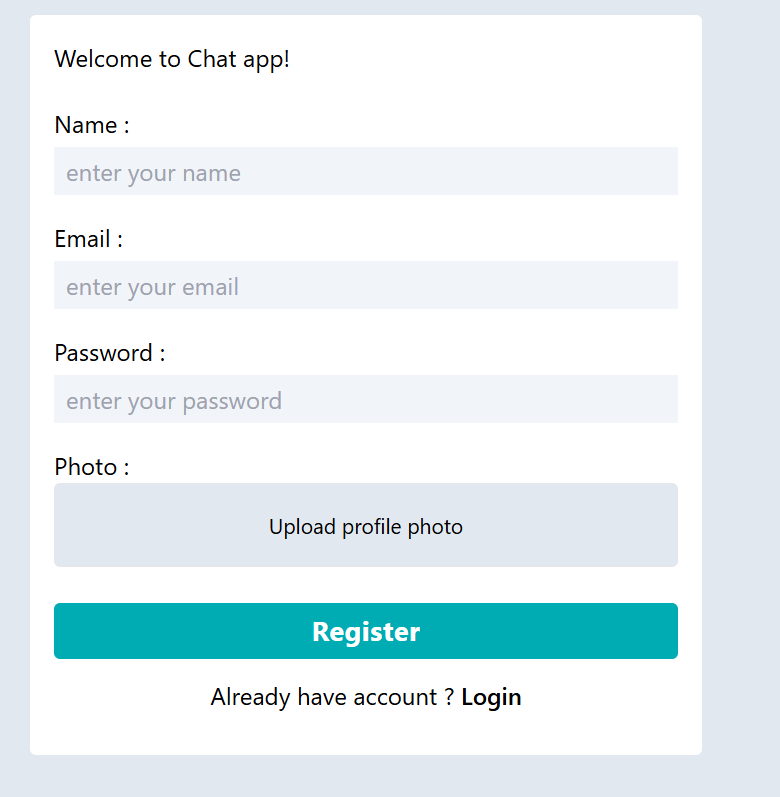 Welcome to Chat app!
Name :
enter your name
Email :
enter your email
Password :
enter your password
Photo :
Upload profile photo
Register
Already have account ? Login